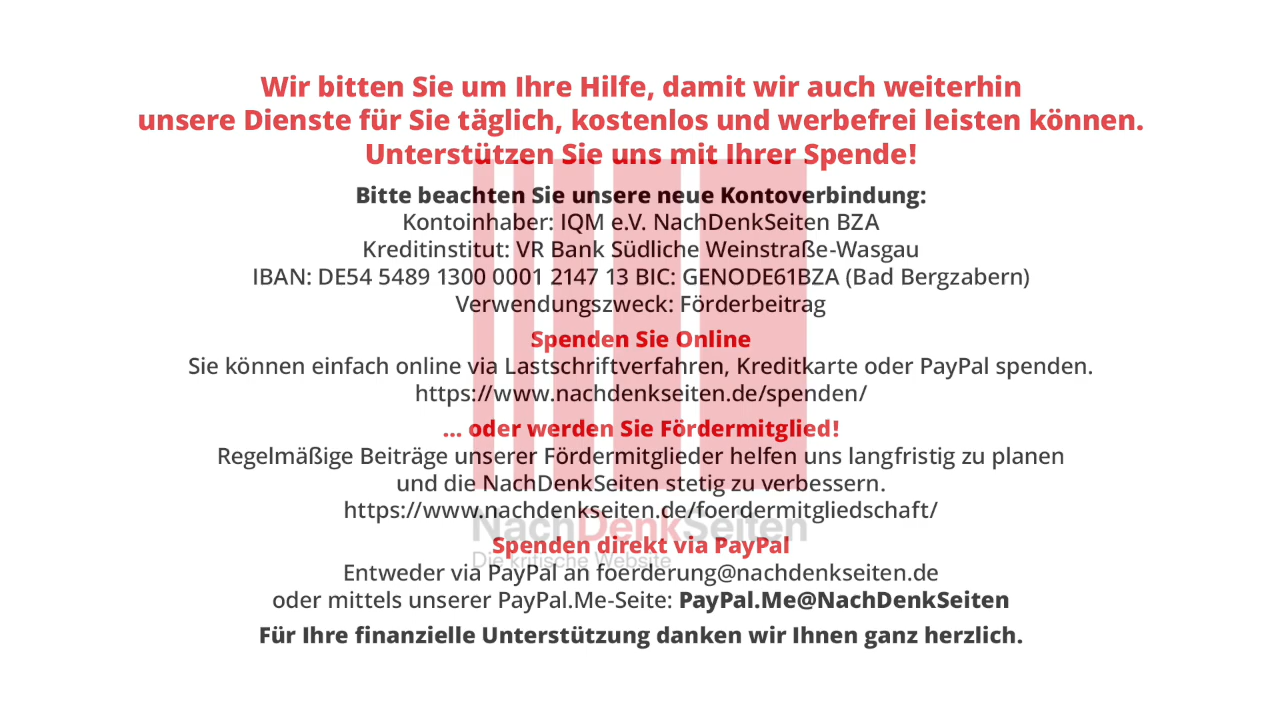 Wir bitten Sie um Ihre Hilfe, damit wir auch weiterhin
unsere Dienste für Sie täglich, kostenlos und werbefrei leisten können.
Unterstützen Sie uns mit Ihrer Spende!
Bitte beachten Sie unsere neue Kontoverbindung:
Kontoinhaber: IQM e.V. NachDenkSeiten BZA
Kreditinstitut: VR Bank Südliche Weinstraße-Wasgau
IBAN: DE54 5489 1300 0001 2147 13 BIC: GENODE61BZA (Bad Bergzabern)
Verwendungszweck: Förderbeitrag
Spenden Sie Online
Sie können einfach online via Lastschriftverfahren, Kreditkarte oder PayPal spenden.
https://www.nachdenkseiten.de/spenden/
... oder werden Sie Fördermitglied!
Regelmäßige Beiträge unserer Fördermitglieder helfen uns langfristig zu planen
und die NachDenkSeiten stetig zu verbessern.
https://www.nachdenkseiten.de/foerdermitgliedschaft/
NachDenkSeiten
Spenden direkt via PayPal
Die kritische Website
Entweder via PayPal an foerderung@nachdenkseiten.de
oder mittels unserer PayPal.Me-Seite: PayPal.Me@NachDenkSeiten
Für Ihre finanzielle Unterstützung danken wir Ihnen ganz herzlich.